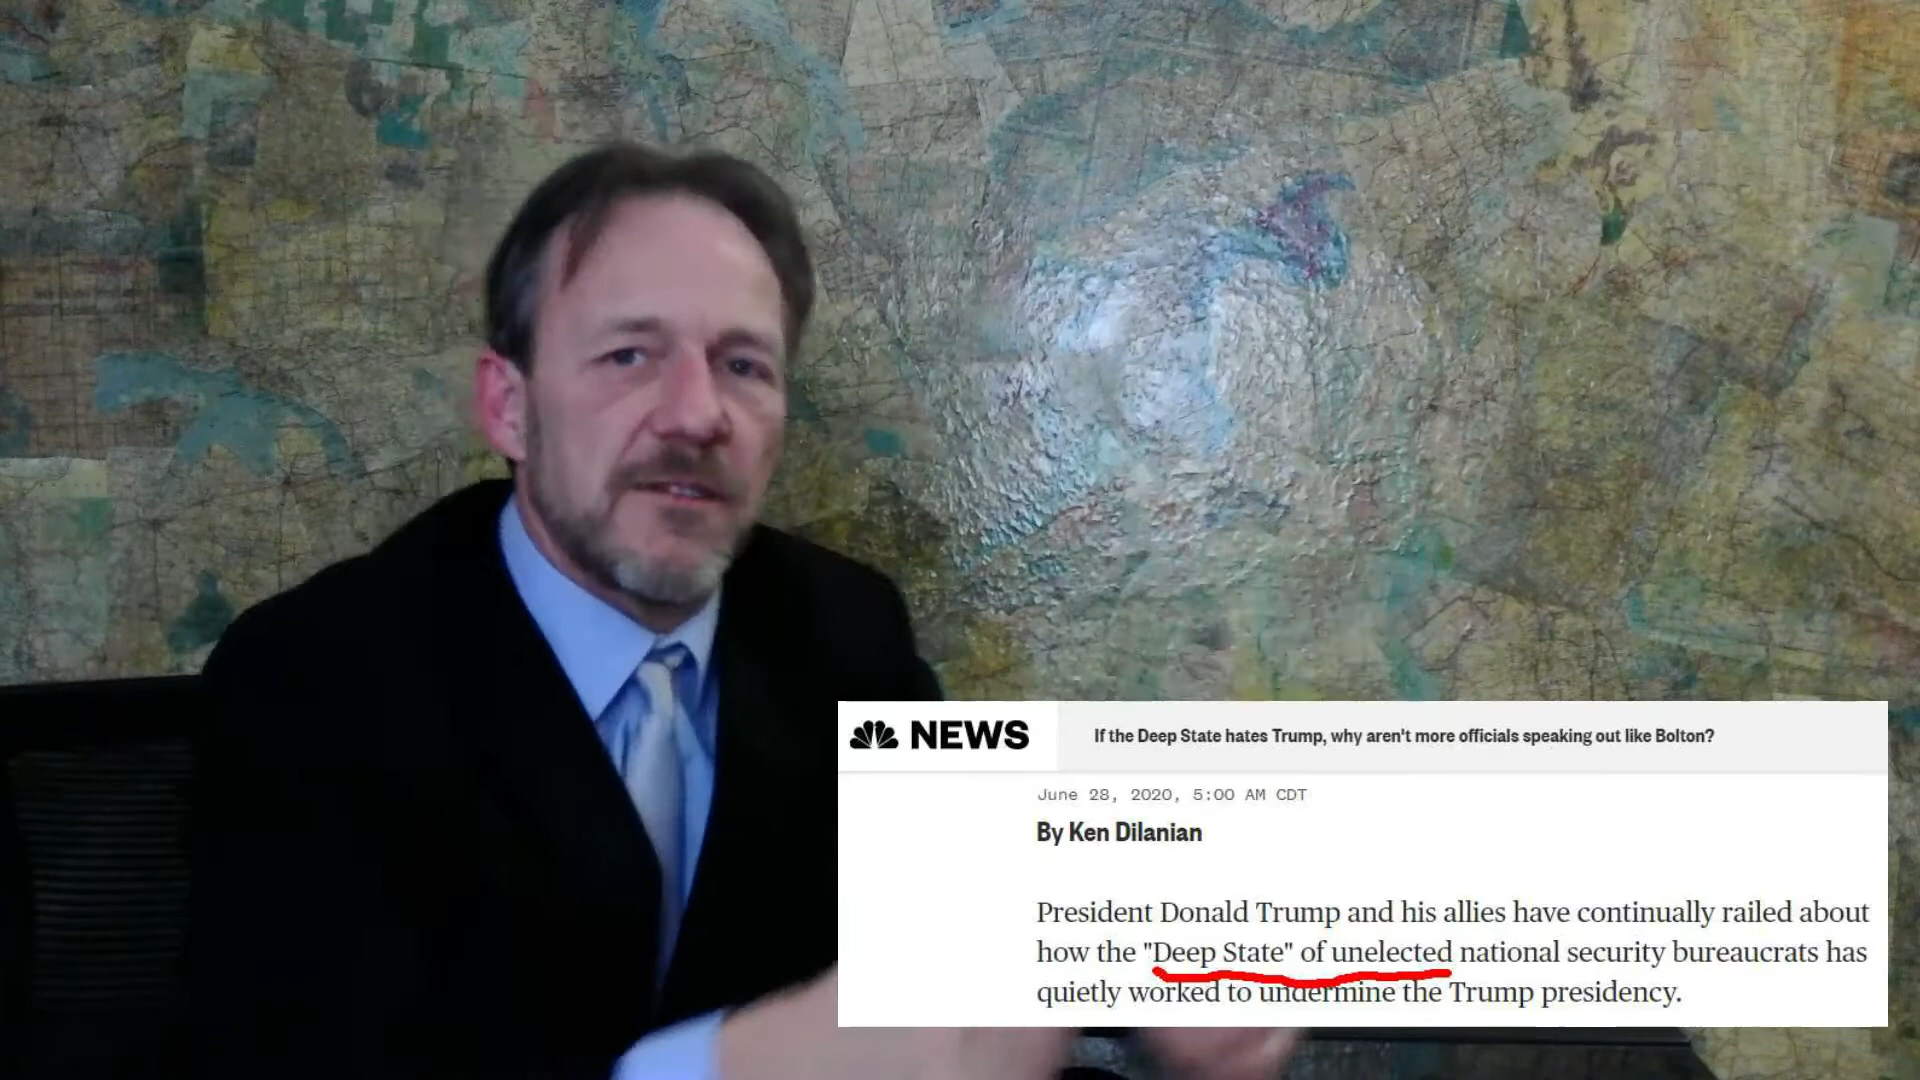 NEWS
If the Deep State hates Trump, why aren't more officials speaking out like Bolton?
June 28, 2020, 5:00 AM CDT
By Ken Dilanian
President Donald Trump and his allies have continually railed about
how the "Deep State" of unelected national security bureaucrats has
quietly worked to undermine the Trump presidency.